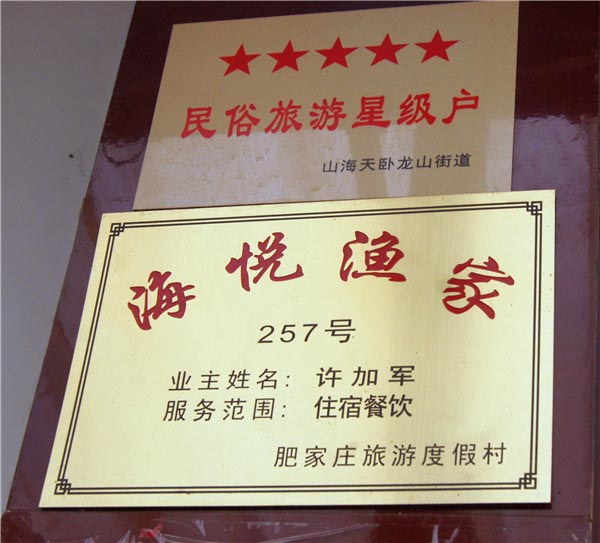 ★★★★★
民俗旅游星级户
山海天卧龙山街道
海悦渔家
257号
业主姓名：许加军
服务范围：住宿餐饮
肥家庄旅游度假村